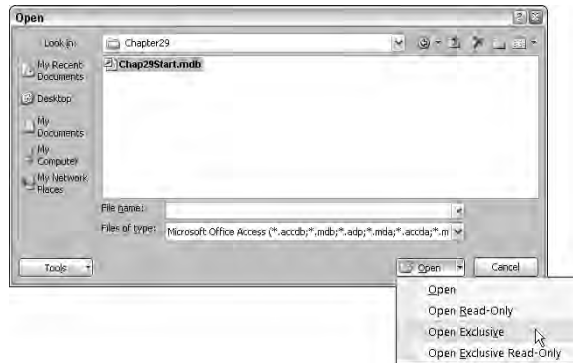 Open
Look in:
Chapter29
My Recent
Documents
Desktop
My
Documents
My
Computer
My Network
Places
Chap29Start.mdb
File name:
Files of type:
Microsoft Office Access (*.accdb;*.mdb;*.adp;*.mda;*.accda;*.m
Tools
Open
Cancel
Open
Open Read-Only
Open Exclusive
Open Exclusive Read-Only